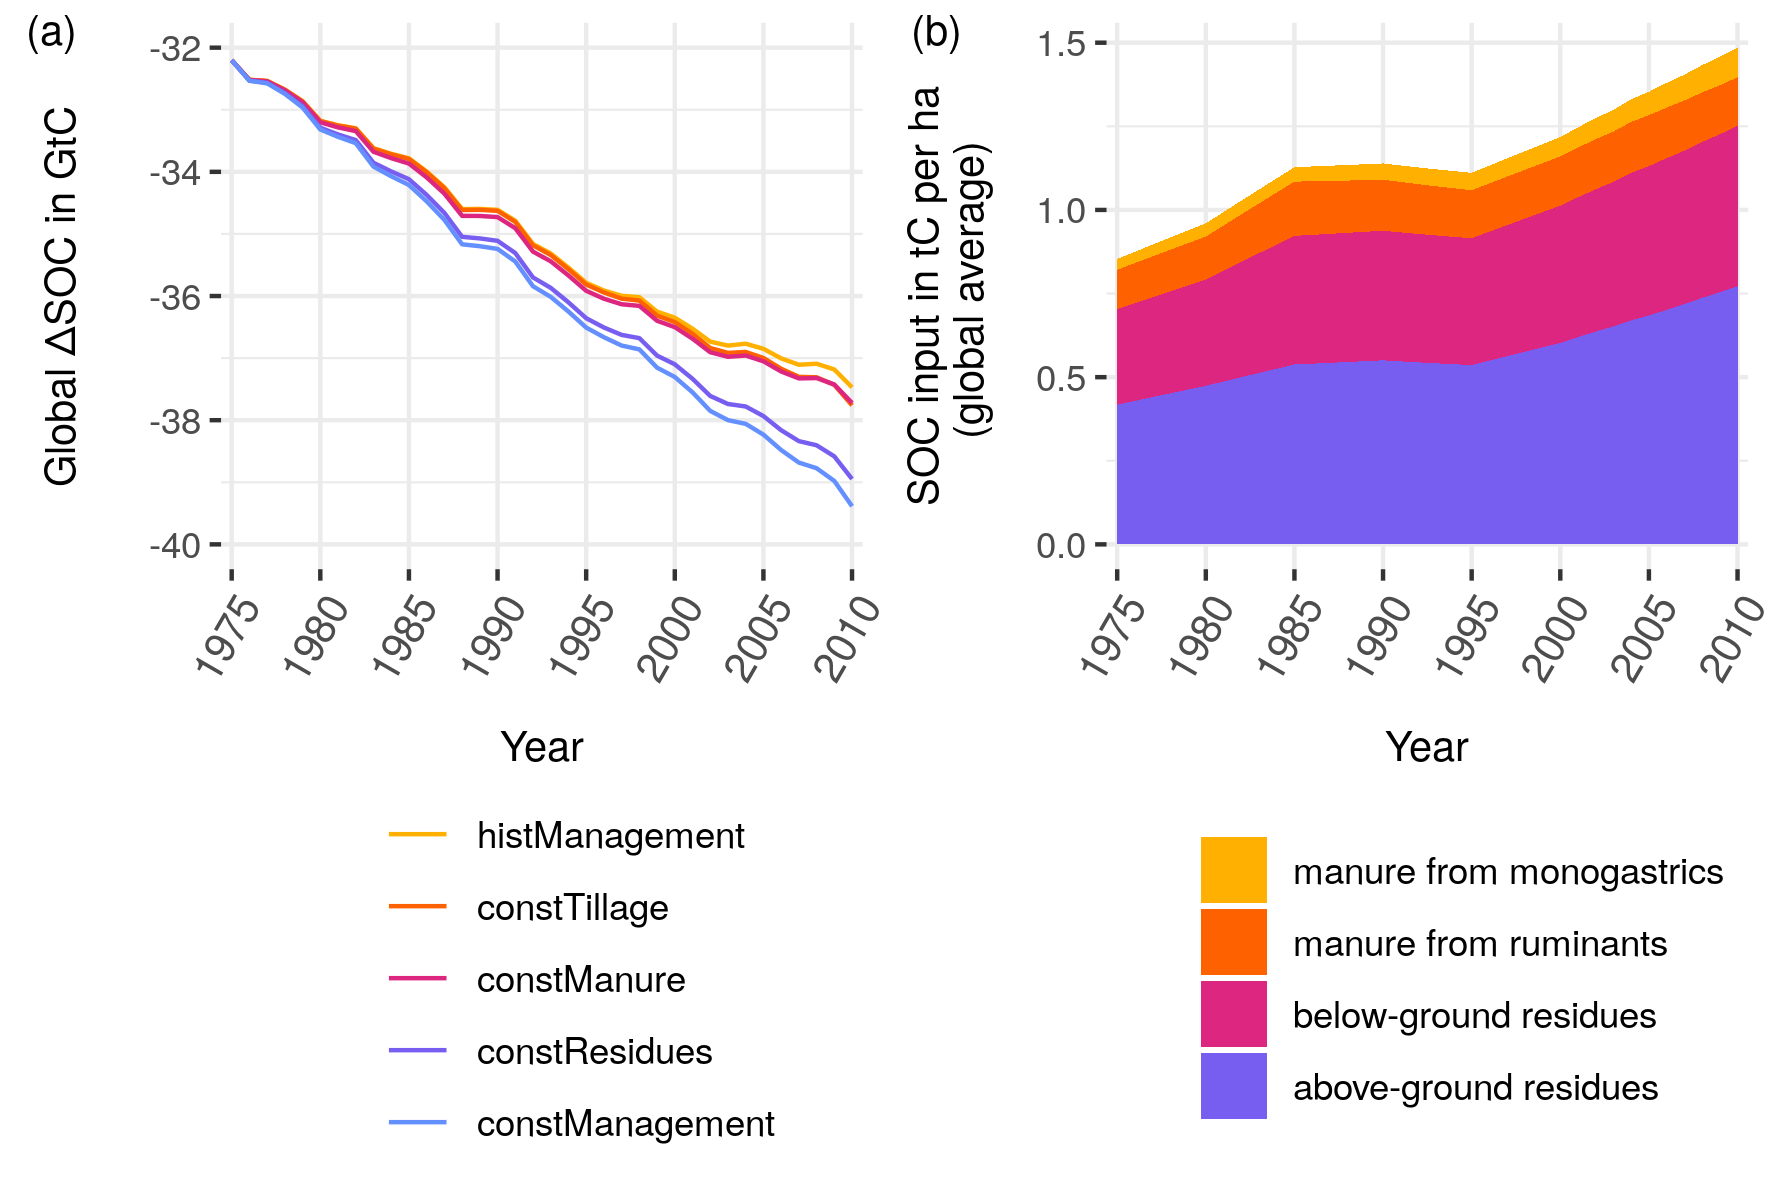 (a)
Global ΔSOC in GtC
-32
-34
-36
-38
-40
1975
1980
1985
1990
1995
2000
2005
2010
Year
histManagement
constTillage
constManure
constResidues
constManagement
(b)
SOC input in tC per ha
(global average)
1.5
1.0
0.5
0.0
1975
1980
1985
1990
1995
2000
2005
2010
Year
manure from monogastrics
manure from ruminants
below-ground residues
above-ground residues